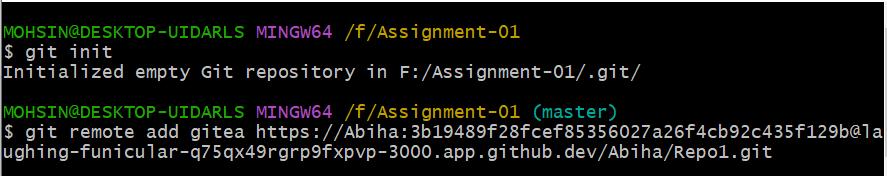 MOHSIN@DESKTOP-UIDARLS MINGW64 /f/Assignment-01
$ git init
Initialized empty Git repository in F:/Assignment-01/.git/
MOHSIN@DESKTOP-UIDARLS MINGW64 /f/Assignment-01 (master)
$ git remote add gitea https://Abiha:3b19489f28fcef85356027a26f4cb92c435f129b@la
ughing-funicular-q75qx49rgrp9fxpvp-3000.app.github.dev/Abiha/Repo1.git